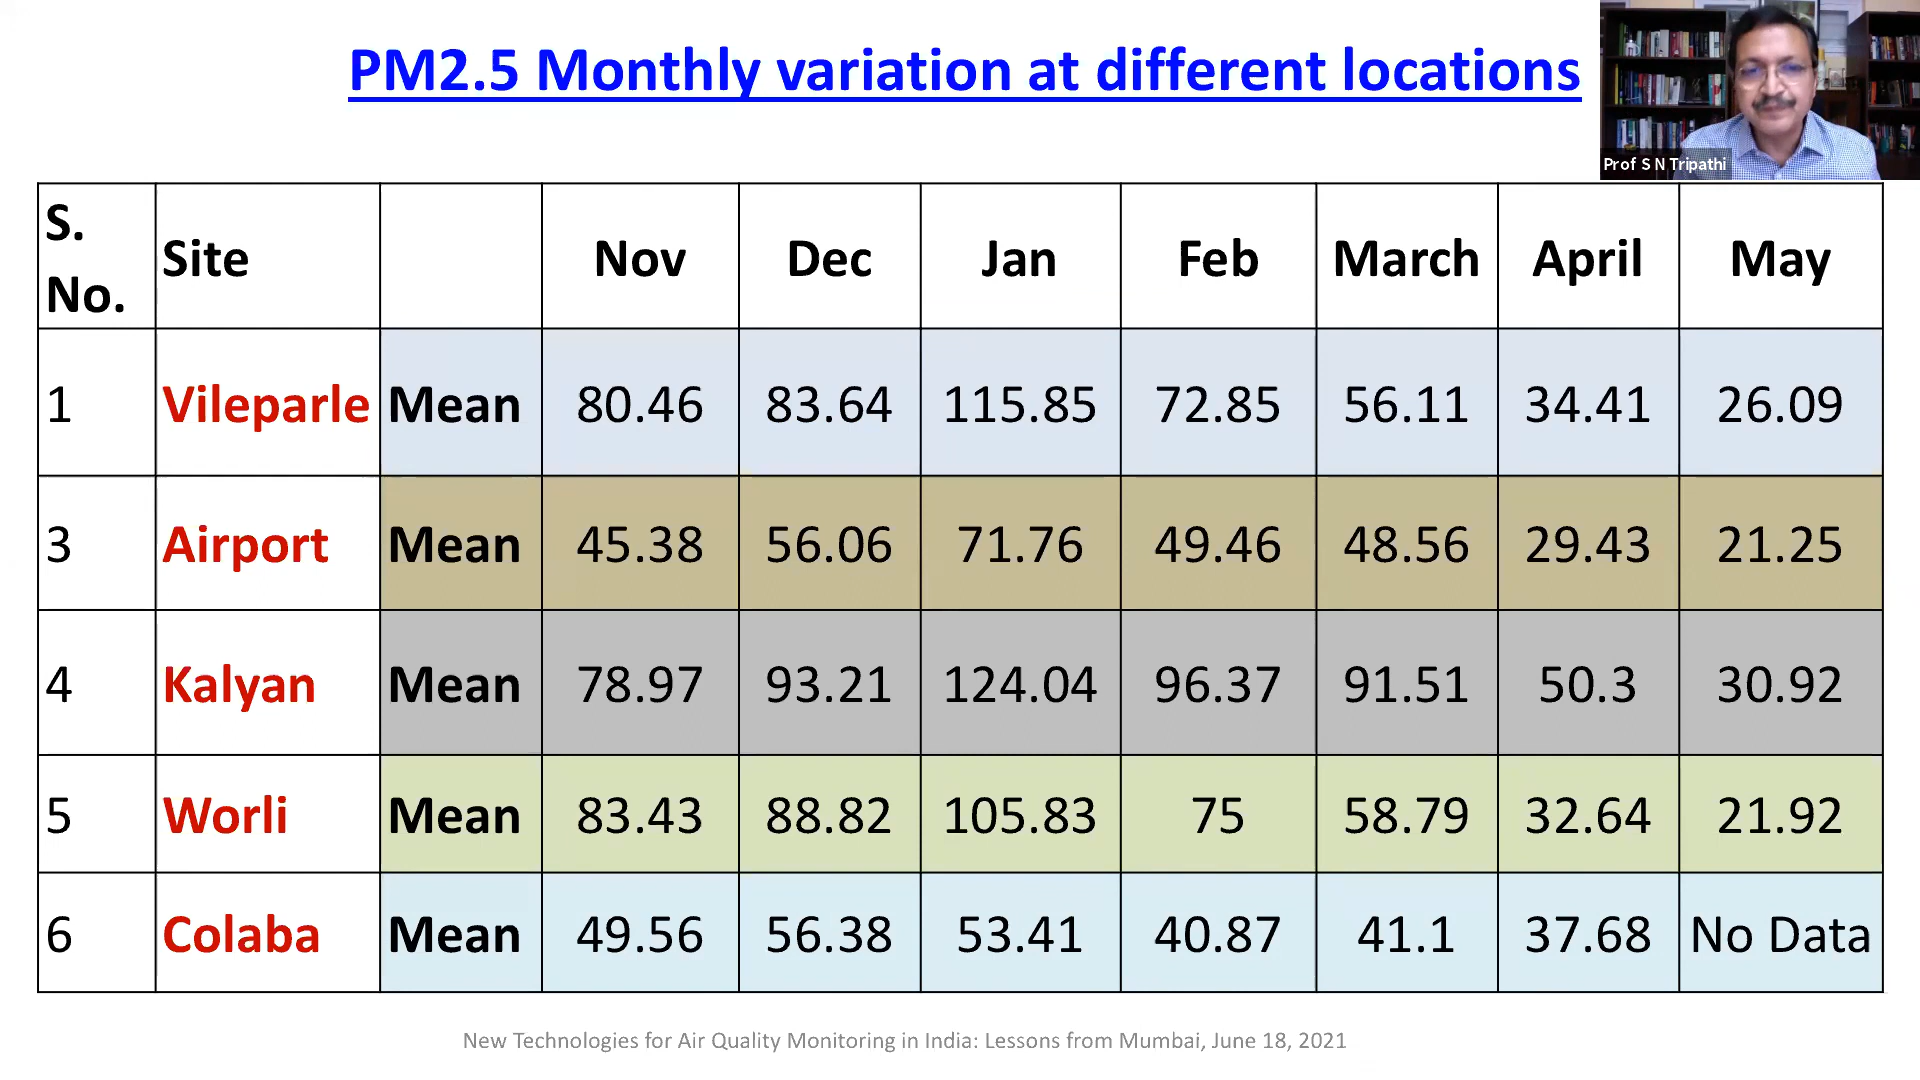 PM2.5 Monthly variation at different locations
Prof S N Tripathi
S. No. Site Nov Dec Jan Feb March April May
1 Vileparle Mean 80.46 83.64 115.85 72.85 56.11 34.41 26.09
3 Airport Mean 45.38 56.06 71.76 49.46 48.56 29.43 21.25
4 Kalyan Mean 78.97 93.21 124.04 96.37 91.51 50.3 30.92
5 Worli Mean 83.43 88.82 105.83 75 58.79 32.64 21.92
6 Colaba Mean 49.56 56.38 53.41 40.87 41.1 37.68 No Data
New Technologies for Air Quality Monitoring in India: Lessons from Mumbai, June 18, 2021